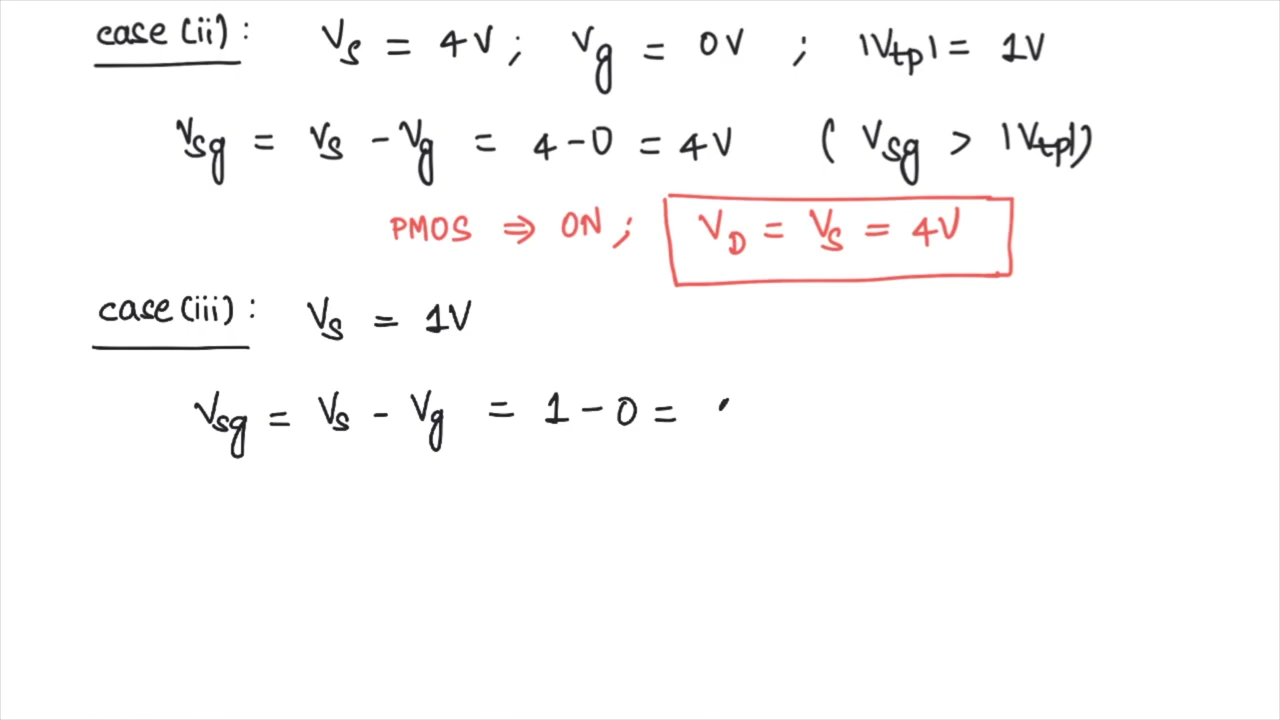 case (ii) : Vs = 4V ; Vg = 0V ; |Vtp| = 1V
Vsg = Vs - Vg = 4 - 0 = 4V ( Vsg > |Vtp|)
PMOS ⇒ ON ; VD = Vs = 4V
case (iii) : Vs = 1V
Vsg = Vs - Vg = 1 - 0 =